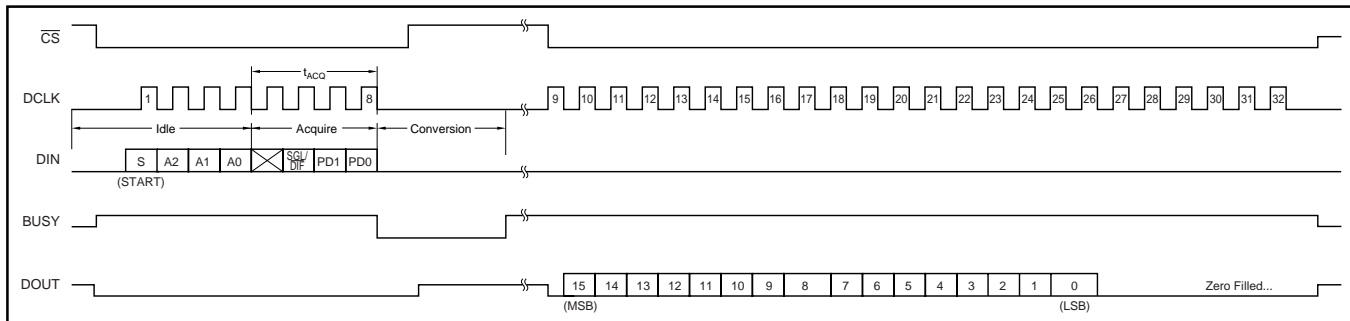 CS
tACQ
DCLK 1 8 9 10 11 12 13 14 15 16 17 18 19 20 21 22 23 24 25 26 27 28 29 30 31 32
Idle Acquire Conversion
DIN S A2 A1 A0 SGL/DIF PD1 PD0
(START)
BUSY
DOUT 15 14 13 12 11 10 9 8 7 6 5 4 3 2 1 0 Zero Filled...
(MSB) (LSB)